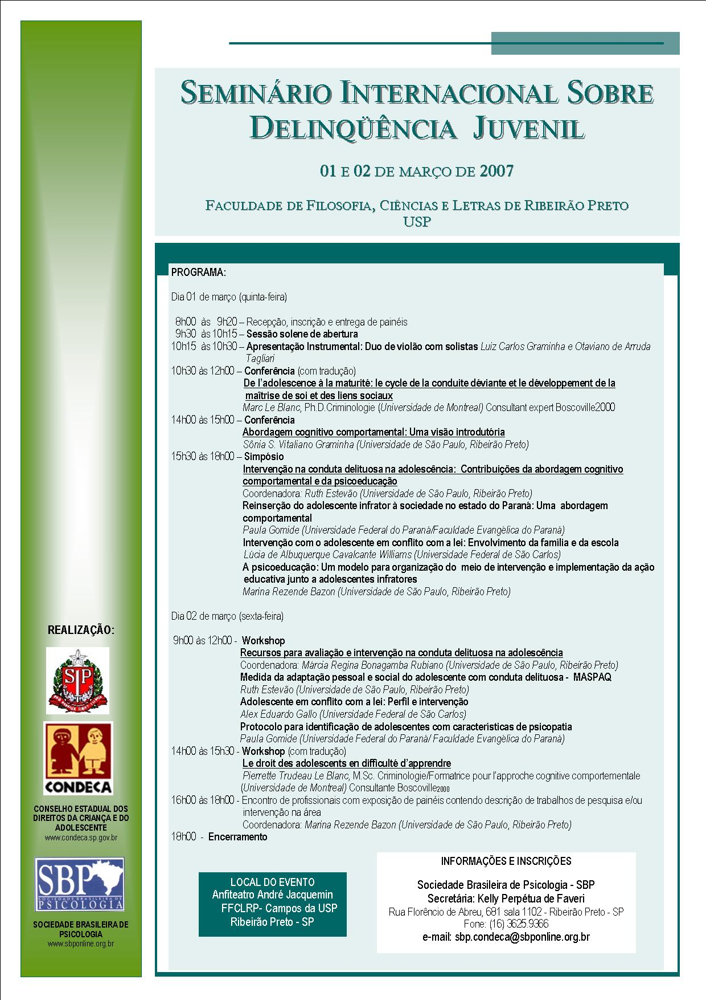 SEMINÁRIO INTERNACIONAL SOBRE
DELINQÜÊNCIA JUVENIL
01 E 02 DE MARÇO DE 2007
FACULDADE DE FILOSOFIA, CIÊNCIAS E LETRAS DE RIBEIRÃO PRETO
USP
PROGRAMA:
Dia 01 de março (quinta-feira)
8h00 às 9h20 – Recepção, inscrição e entrega de painéis
9h30 às 10h15 – Sessão solene de abertura
10h15 às 10h30 – Apresentação Instrumental: Duo de violão com solistas Luiz Carlos Graminha e Otaviano de Arruda
Tagliari
10h30 às 12h00 – Conferência (com tradução)
De l’adolescence à la maturité: le cycle de la conduite déviante et le développement de la
maîtrise de soi et des liens sociaux
Marc Le Blanc, Ph.D.Criminologie (Universidade de Montreal) Consultant expert Boscoville2000
14h00 às 15h00 – Conferência
Abordagem cognitivo comportamental: Uma visão introdutória
Sônia S. Vitaliano Graminha (Universidade de São Paulo, Ribeirão Preto)
15h30 às 18h00 – Simpósio
Intervenção na conduta delituosa na adolescência: Contribuições da abordagem cognitivo
comportamental e da psicoeducação
Coordenadora: Ruth Estevão (Universidade de São Paulo, Ribeirão Preto)
Reinserção do adolescente infrator à sociedade no estado do Paraná: Uma abordagem
comportamental
Paula Gomide (Universidade Federal do Paraná/Faculdade Evangélica do Paraná)
Intervenção com o adolescente em conflito com a lei: Envolvimento da família e da escola
Lúcia de Albuquerque Cavalcante Williams (Universidade Federal de São Carlos)
A psicoeducação: Um modelo para organização do meio de intervenção e implementação da ação
educativa junto a adolescentes infratores
Marina Rezende Bazon (Universidade de São Paulo, Ribeirão Preto)
Dia 02 de março (sexta-feira)
9h00 às 12h00 - Workshop
Recursos para avaliação e intervenção na conduta delituosa na adolescência
Coordenadora: Márcia Regina Bonagamba Rubiano (Universidade de São Paulo, Ribeirão Preto)
Medida da adaptação pessoal e social do adolescente com conduta delituosa - MASPAQ
Ruth Estevão (Universidade de São Paulo, Ribeirão Preto)
Adolescente em conflito com a lei: Perfil e intervenção
Alex Eduardo Gallo (Universidade Federal de São Carlos)
Protocolo para identificação de adolescentes com características de psicopatia
Paula Gomide (Universidade Federal do Paraná/ Faculdade Evangélica do Paraná)
14h00 às 15h30 - Workshop (com tradução)
Le droit des adolescents en difficulté d’apprendre
Pierrette Trudeau Le Blanc, M.Sc. Criminologie/Formatrice pour l’approche cognitive comportementale
(Universidade de Montreal) Consultante Boscoville2000
16h00 às 18h00 - Encontro de profissionais com exposição de painéis contendo descrição de trabalhos de pesquisa e/ou
intervenção na área
Coordenadora: Marina Rezende Bazon (Universidade de São Paulo, Ribeirão Preto)
18h00 - Encerramento
LOCAL DO EVENTO
Anfiteatro André Jacquemin
FFCLRP- Campos da USP
Ribeirão Preto - SP
INFORMAÇÕES E INSCRIÇÕES
Sociedade Brasileira de Psicologia - SBP
Secretária: Kelly Perpétua de Faveri
Rua Florêncio de Abreu, 681 sala 1102 - Ribeirão Preto - SP
Fone: (16) 3625.9366
e-mail: sbp.condeca@sbponline.org.br
REALIZAÇÃO:
SP
CONDECA
CONSELHO ESTADUAL DOS
DIREITOS DA CRIANÇA E DO
ADOLESCENTE
www.condeca.sp.gov.br
SBP
SOCIEDADE BRASILEIRA DE
PSICOLOGIA
SOCIEDADE BRASILEIRA DE
PSICOLOGIA
www.sbponline.org.br